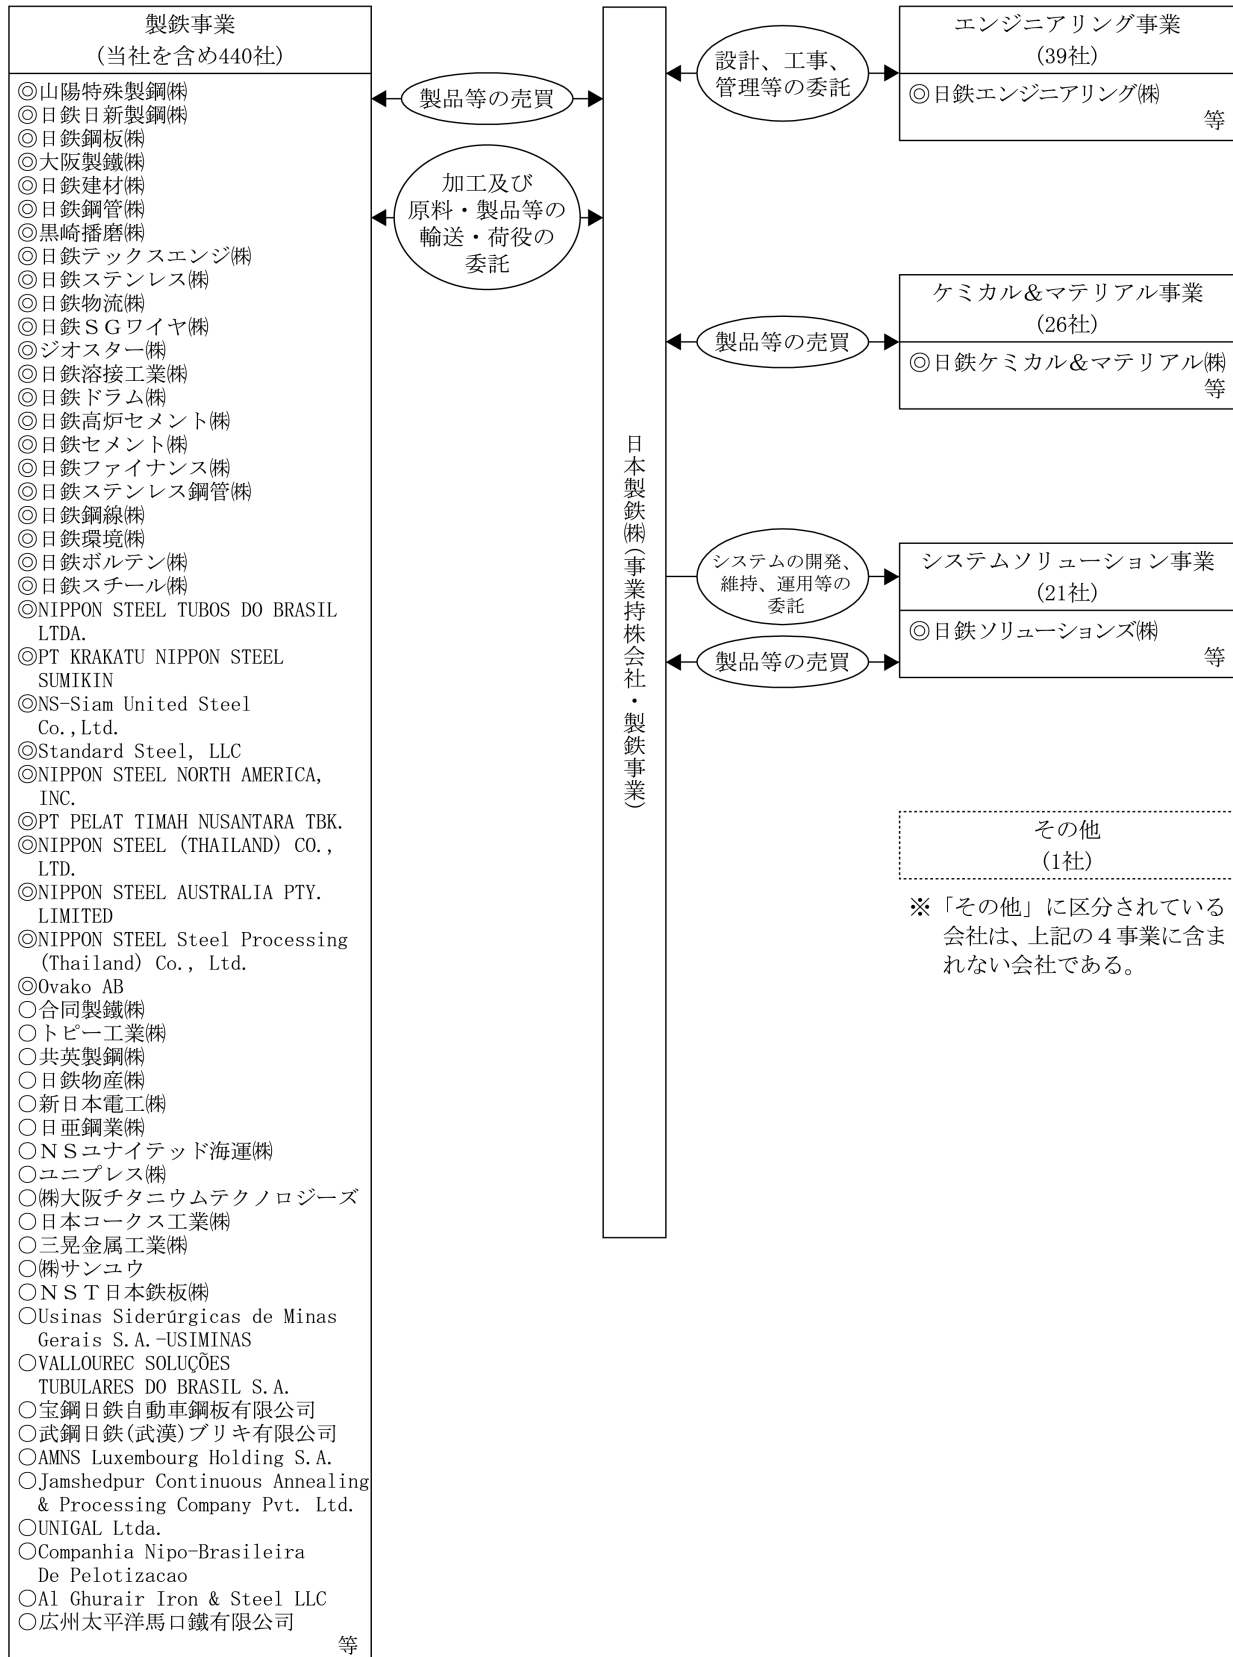 製鉄事業
(当社を含め440社)
◎山陽特殊製鋼㈱
◎日鉄日新製鋼㈱
◎日鉄鋼板㈱
◎大阪製鐵㈱
◎日鉄建材㈱
◎日鉄鋼管㈱
◎黒崎播磨㈱
◎日鉄テックスエンジ㈱
◎日鉄ステンレス㈱
◎日鉄物流㈱
◎日鉄ＳＧワイヤ㈱
◎ジオスター㈱
◎日鉄溶接工業㈱
◎日鉄ドラム㈱
◎日鉄高炉セメント㈱
◎日鉄セメント㈱
◎日鉄ファイナンス㈱
◎日鉄ステンレス鋼管㈱
◎日鉄鋼線㈱
◎日鉄環境㈱
◎日鉄ボルテン㈱
◎日鉄スチール㈱
◎NIPPON STEEL TUBOS DO BRASIL
LTDA.
◎PT KRAKATU NIPPON STEEL
SUMIKIN
◎NS-Siam United Steel
Co.,Ltd.
◎Standard Steel, LLC
◎NIPPON STEEL NORTH AMERICA,
INC.
◎PT PELAT TIMAH NUSANTARA TBK.
◎NIPPON STEEL (THAILAND) CO.,
LTD.
◎NIPPON STEEL AUSTRALIA PTY.
LIMITED
◎NIPPON STEEL Steel Processing
(Thailand) Co., Ltd.
◎Ovako AB
○合同製鐵㈱
○トピー工業㈱
○共英製鋼㈱
○日鉄物産㈱
○新日本電工㈱
○日亜鋼業㈱
○ＮＳユナイテッド海運㈱
○ユニプレス㈱
○㈱大阪チタニウムテクノロジーズ
○日本コークス工業㈱
○三晃金属工業㈱
○㈱サンユウ
○ＮＳＴ日本鉄板㈱
○Usinas Siderúrgicas de Minas
Gerais S.A.-USIMINAS
○VALLOUREC SOLUÇÕES
TUBULARES DO BRASIL S.A.
○宝鋼日鉄自動車鋼板有限公司
○武鋼日鉄(武漢)ブリキ有限公司
○AMNS Luxembourg Holding S.A.
○Jamshedpur Continuous Annealing
& Processing Company Pvt. Ltd.
○UNIGAL Ltda.
○Companhia Nipo-Brasileira
De Pelotizacao
○Al Ghurair Iron & Steel LLC
○広州太平洋馬口鐵有限公司
等
製品等の売買
加工及び
原料・製品等の
輸送・荷役の
委託
日本製鉄㈱(事業持株会社・製鉄事業)
設計、工事、
管理等の委託
エンジニアリング事業
(39社)
◎日鉄エンジニアリング㈱
等
製品等の売買
ケミカル＆マテリアル事業
(26社)
◎日鉄ケミカル＆マテリアル㈱
等
システムの開発、
維持、運用等の
委託
製品等の売買
システムソリューション事業
(21社)
◎日鉄ソリューションズ㈱
等
その他
(1社)
※「その他」に区分されている
会社は、上記の４事業に含ま
れない会社である。